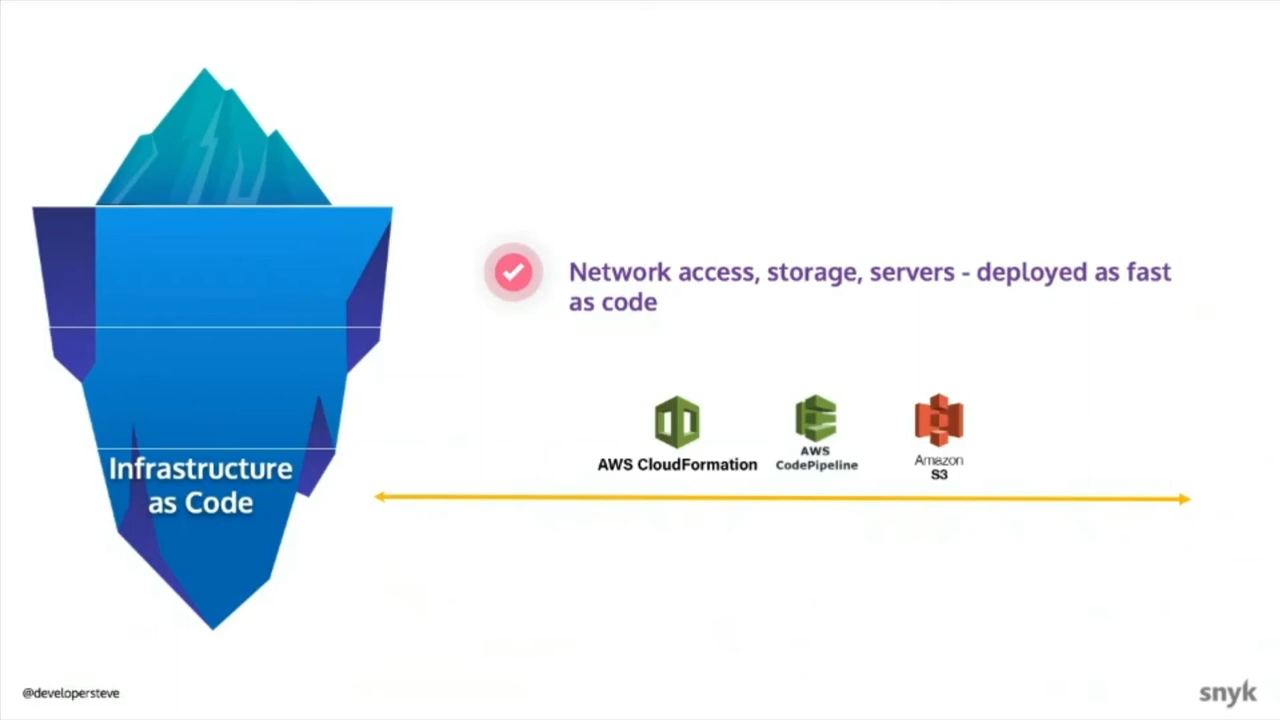 Network access, storage, servers - deployed as fast
as code
AWS CloudFormation
AWS
CodePipeline
Amazon
S3
Infrastructure
as Code
@developersteve
snyk